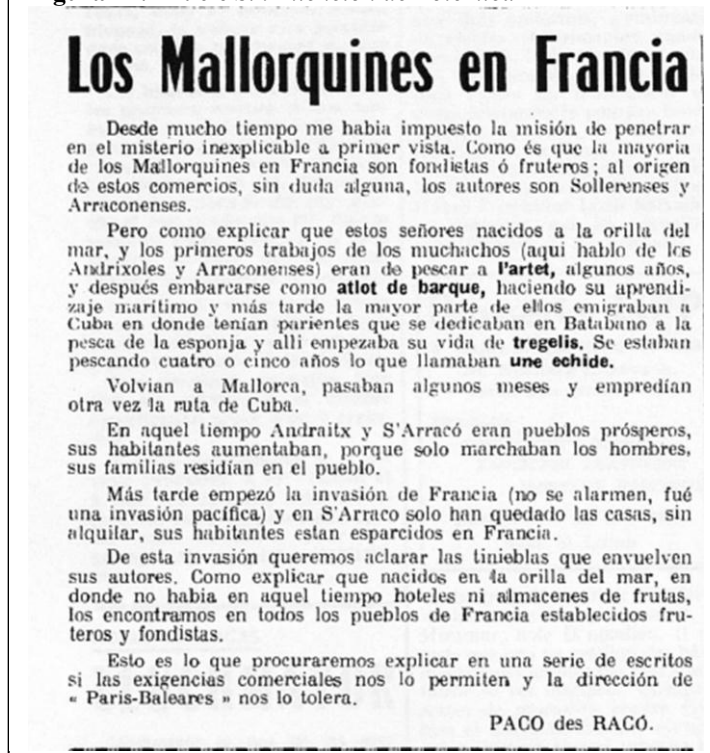 Los Mallorquines en Francia
Desde mucho tiempo me habia impuesto la misión de penetrar
en el misterio inexplicable a primer vista. Como és que la mayoria
de los Mallorquines en Francia son fondistas ó fruteros; al origen
de estos comercios, sin duda alguna, los autores son Sollerenses y
Arraconenses.
Pero como explicar que estos señores nacidos a la orilla del
mar, y los primeros trabajos de los muchachos (aqui hablo de los
Andrixoles y Arraconenses) eran de pescar a l'artet, algunos años,
y después embarcarse como atlot de barque, haciendo su aprendi-
zaje marítimo y más tarde la mayor parte de ellos emigraban a
Cuba en donde tenían parientes que se dedicaban en Batabano a la
pesca de la esponja y alli empezaba su vida de tregelis. Se estaban
pescando cuatro o cinco años lo que llamaban une echide.
Volvian a Mallorca, pasaban algunos meses y empredían
otra vez la ruta de Cuba.
En aquel tiempo Andraitx y S'Arracó eran pueblos prósperos,
sus habitantes aumentaban, porque solo marchaban los hombres,
sus familias residían en el pueblo.
Más tarde empezó la invasión de Francia (no se alarmen, fué
una invasión pacífica) y en S'Arraco solo han quedado las casas, sin
alquilar, sus habitantes estan esparcidos en Francia.
De esta invasión queremos aclarar las tinieblas que envuelven
sus autores. Como explicar que nacidos en la orilla del mar, en
donde no habia en aquel tiempo hoteles ni almacenes de frutas,
los encontramos en todos los pueblos de Francia establecidos fru-
teros y fondistas.
Esto es lo que procuraremos explicar en una serie de escritos
si las exigencias comerciales nos lo permiten y la dirección de
« Paris-Baleares » nos lo tolera.
PACO des RACÓ.